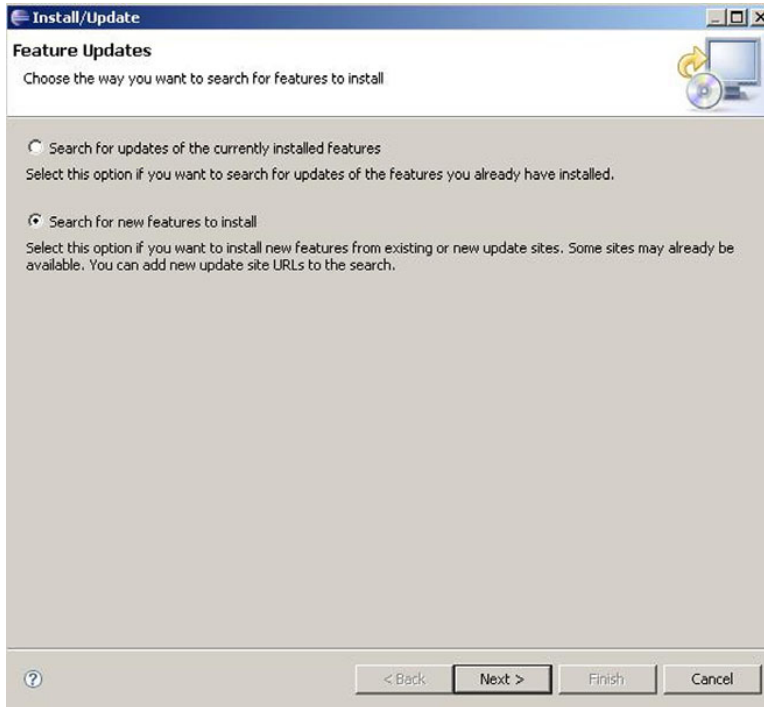 Install/Update
Feature Updates
Choose the way you want to search for features to install
Search for updates of the currently installed features
Select this option if you want to search for updates of the features you already have installed.
Search for new features to install
Select this option if you want to install new features from existing or new update sites. Some sites may already be
available. You can add new update site URLs to the search.
? < Back Next > Finish Cancel